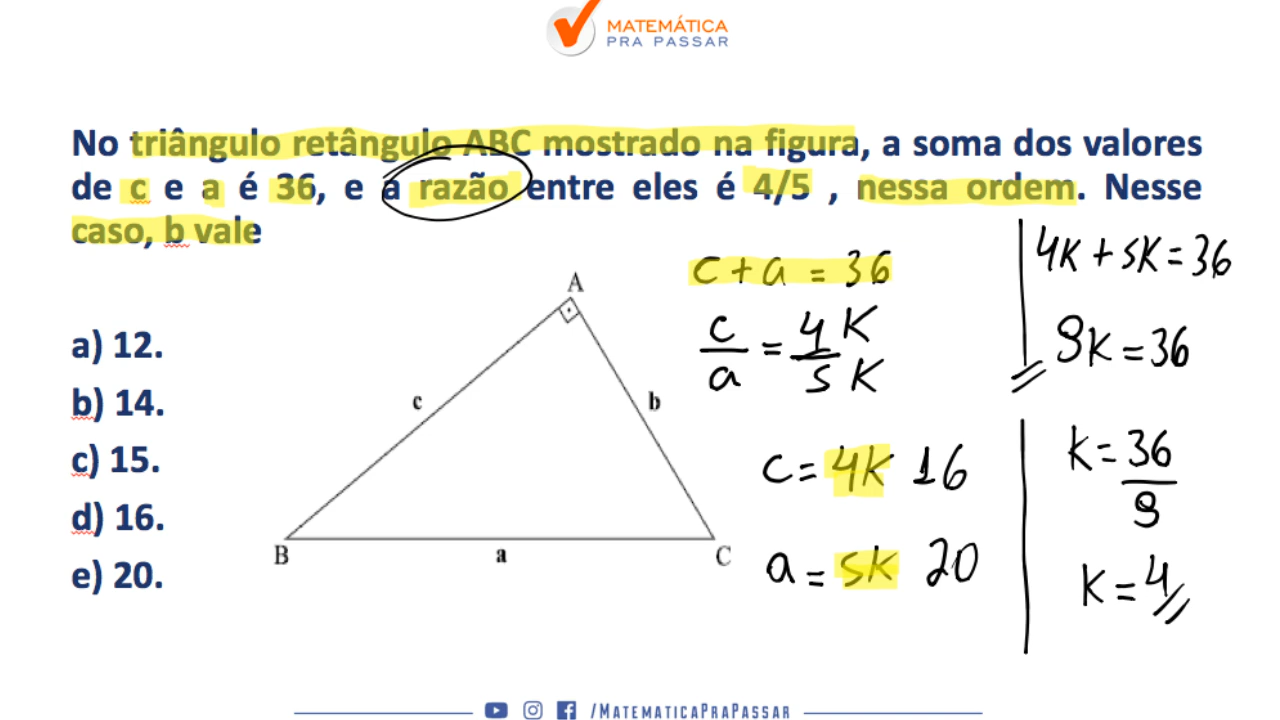 MATEMÁTICA
PRA PASSAR
No triângulo retângulo ABC mostrado na figura, a soma dos valores
de c e a é 36, e a razão entre eles é 4/5 , nessa ordem. Nesse
caso, b vale
a) 12.
b) 14.
c) 15.
d) 16.
e) 20.
A
c
b
B
a
C
c + a = 36
c/a = 4K/5K
c = 4K 16
a = 5K 20
4K + 5K = 36
9K = 36
K = 36/9
K = 4
/MATEMATICAPRAPASSAR